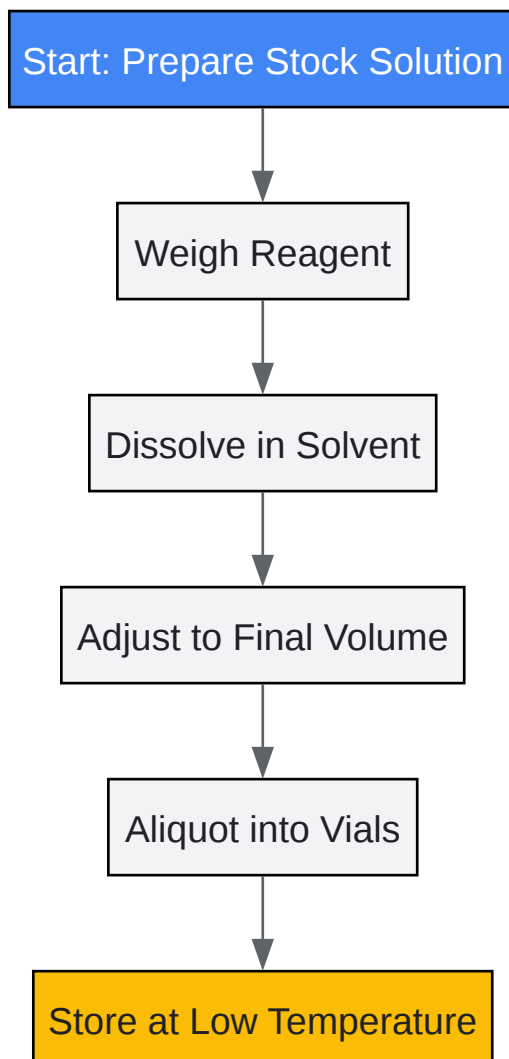 Start: Prepare Stock Solution
Weigh Reagent
Dissolve in Solvent
Adjust to Final Volume
Aliquot into Vials
Store at Low Temperature